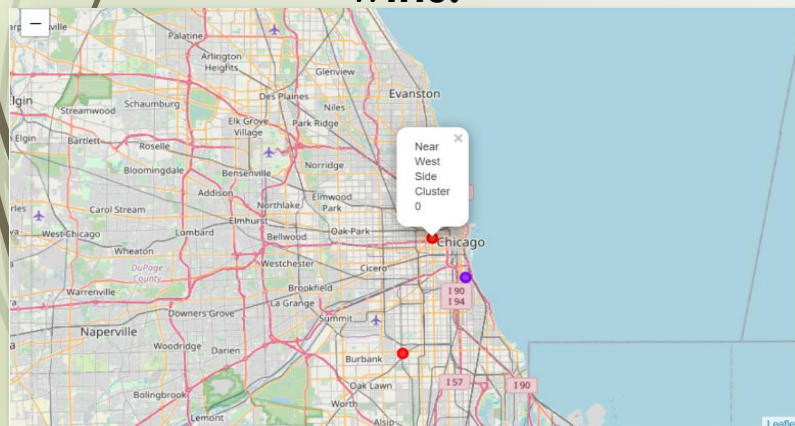 Palatine
Arlington
Heights
Glenview
Des Plaines
Niles
Evanston
Streamwood
Schaumburg
Elk Grove
Village
Park Ridge
Elgin
Bartlett
Roselle
Norridge
Bloomingdale
Bensenville
Near
West
Side
Cluster
0
Addison
Elmwood
Park
Northlake
Carol Stream
Elmhurst
West Chicago
Lombard
Bellwood
Oak Park
Chicago
Wheaton
Westchester
Cicero
DuPage
County
Brookfield
I 90
I 94
Warrenville
La Grange
Downers Grove
Summit
Naperville
Woodridge
Darien
Burbank
Oak Lawn
I 57
I 90
Bolingbrook
Worth
Lemont
Alsip